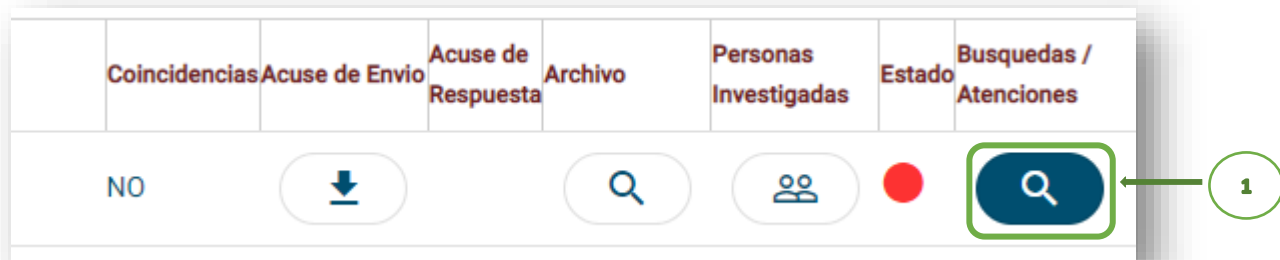 Coincidencias
Acuse de Envio
Acuse de
Respuesta
Archivo
Personas
Investigadas
Estado
Busquedas /
Atenciones
NO
1